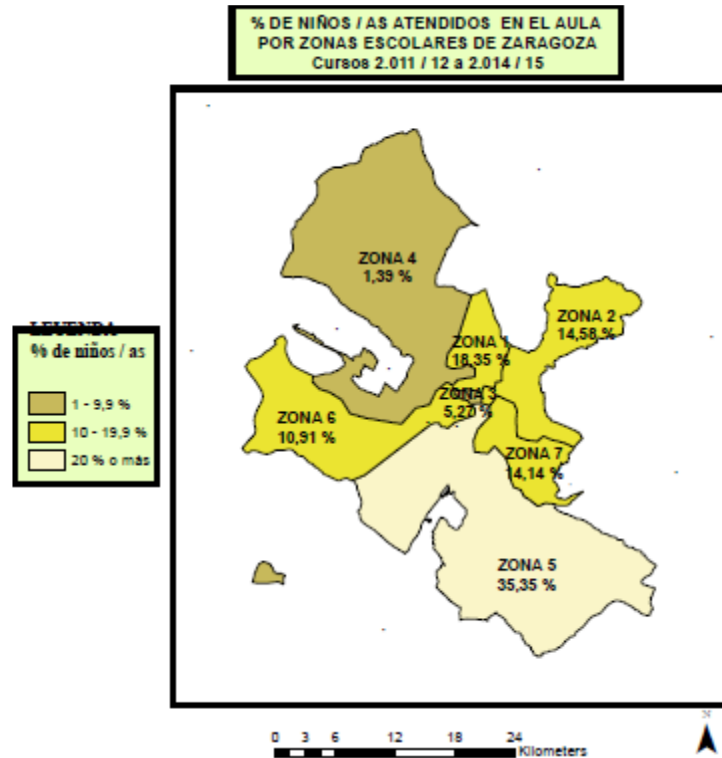 % DE NIÑOS / AS ATENDIDOS EN EL AULA
POR ZONAS ESCOLARES DE ZARAGOZA
Cursos 2.011 / 12 a 2.014 / 15
ZONA 4
1,39 %
ZONA 2
14,58 %
ZONA 1
18,35 %
ZONA 3
5,27 %
ZONA 6
10,91 %
ZONA 7
14,14 %
ZONA 5
35,35 %
LEYENDA
% de niños / as
1 - 9,9 %
10 - 19,9 %
20 % o más
0 3 6 12 18 24
Kilometers